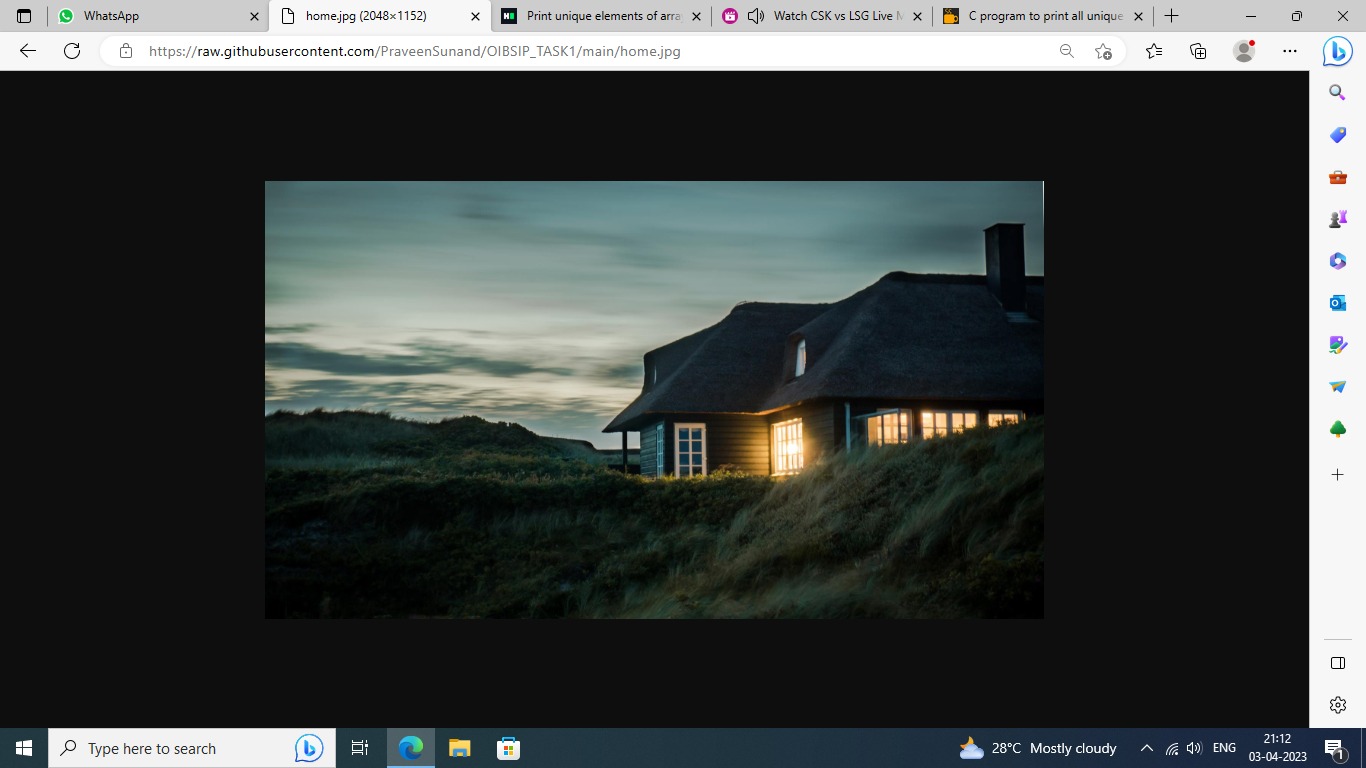 WhatsApp
home.jpg (2048×1152)
Print unique elements of arra
Watch CSK vs LSG Live M
C program to print all unique
https://raw.githubusercontent.com/PraveenSunand/OIBSIP_TASK1/main/home.jpg
Type here to search
28°C Mostly cloudy
ENG
21:12
03-04-2023
1